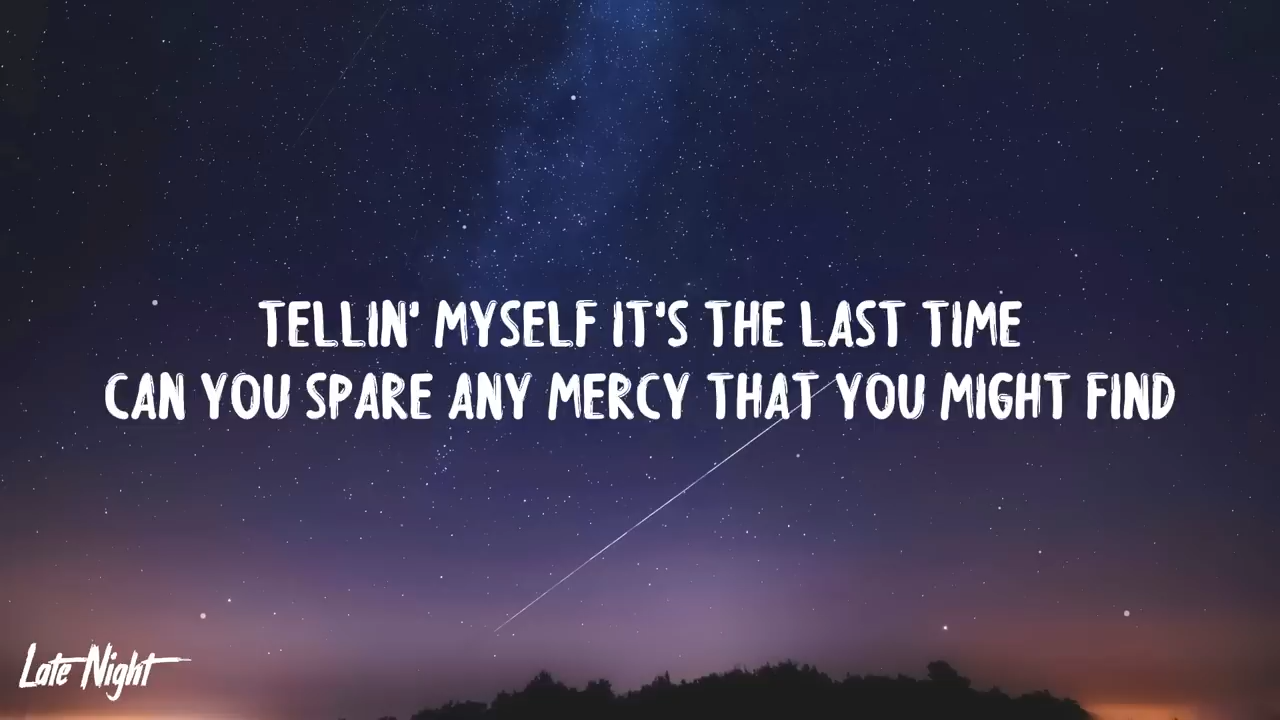 TELLIN' MYSELF IT'S THE LAST TIME
CAN YOU SPARE ANY MERCY THAT YOU MIGHT FIND
Late Night